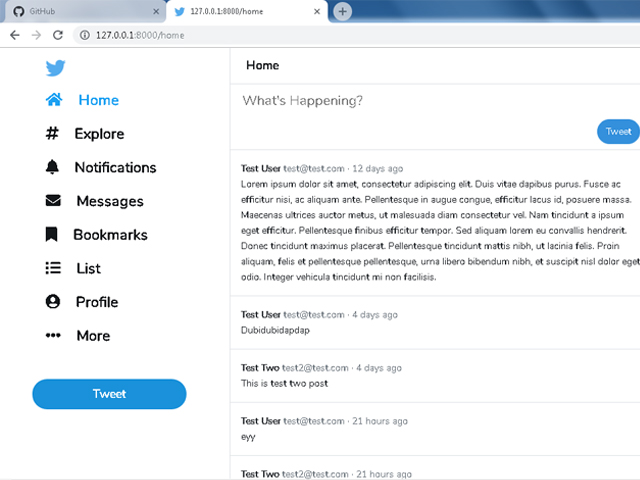 GitHub
127.0.0.1:8000/home
127.0.0.1:8000/home
Home
Explore
Notifications
Messages
Bookmarks
List
Profile
More
Tweet
Home
What's Happening?
Tweet
Test User test@test.com · 12 days ago
Lorem ipsum dolor sit amet, consectetur adipiscing elit. Duis vitae dapibus purus. Fusce ac
efficitur nisi, ac aliquam ante. Pellentesque in augue congue, efficitur lacus id, posuere massa.
Maecenas ultrices auctor metus, ut malesuada diam consectetur vel. Nam tincidunt a ipsum
eget efficitur. Pellentesque finibus efficitur tempor. Sed aliquam lorem eu convallis hendrerit.
Donec tincidunt maximus placerat. Pellentesque tincidunt mattis nibh, ut lacinia felis. Proin
aliquam, felis et pellentesque pellentesque, urna libero bibendum nibh, et suscipit nisl dolor eget
odio. Integer vehicula tincidunt mi non facilisis.
Test User test@test.com · 4 days ago
Dubidubidapdap
Test Two test2@test.com · 4 days ago
This is test two post
Test User test@test.com · 21 hours ago
eyy
Test Two test2@test.com · 21 hours ago